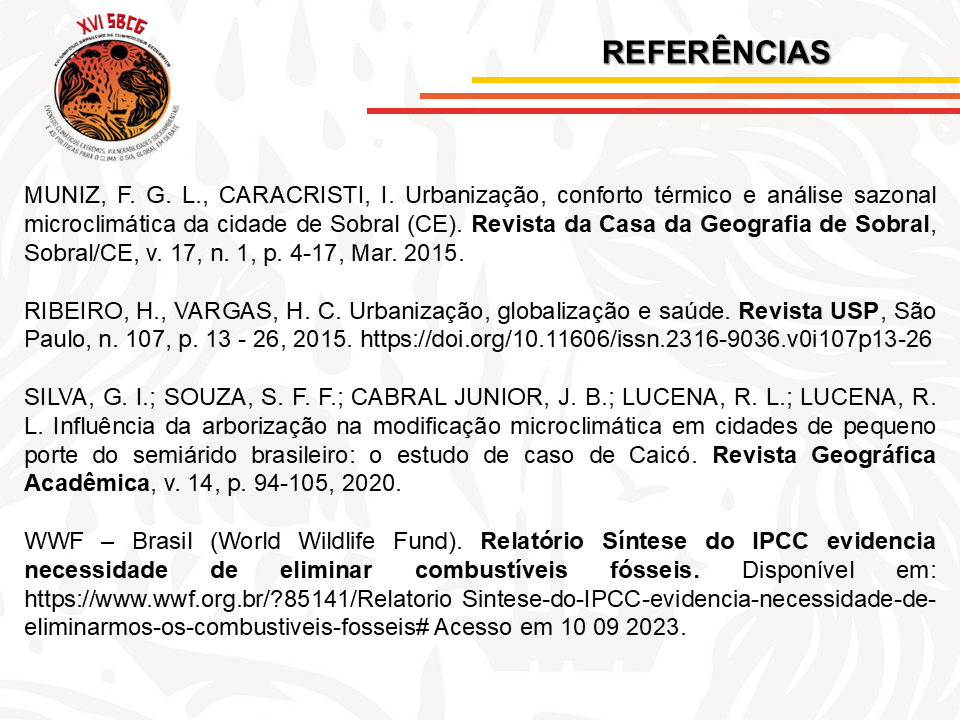 XVI SBCG
XVI SIMPÓSIO BRASILEIRO DE CLIMATOLOGIA GEOGRÁFICA
EVENTOS CLIMÁTICOS EXTREMOS, VULNERABILIDADES SOCIOAMBIENTAIS
E AS POLÍTICAS PARA O CLIMA: O SUL GLOBAL EM DEBATE
REFERÊNCIAS
MUNIZ, F. G. L., CARACRISTI, I. Urbanização, conforto térmico e análise sazonal
microclimática da cidade de Sobral (CE). Revista da Casa da Geografia de Sobral,
Sobral/CE, v. 17, n. 1, p. 4-17, Mar. 2015.
RIBEIRO, H., VARGAS, H. C. Urbanização, globalização e saúde. Revista USP, São
Paulo, n. 107, p. 13 - 26, 2015. https://doi.org/10.11606/issn.2316-9036.v0i107p13-26
SILVA, G. I.; SOUZA, S. F. F.; CABRAL JUNIOR, J. B.; LUCENA, R. L.; LUCENA, R.
L. Influência da arborização na modificação microclimática em cidades de pequeno
porte do semiárido brasileiro: o estudo de caso de Caicó. Revista Geográfica
Acadêmica, v. 14, p. 94-105, 2020.
WWF – Brasil (World Wildlife Fund). Relatório Síntese do IPCC evidencia
necessidade de eliminar combustíveis fósseis. Disponível em:
https://www.wwf.org.br/?85141/Relatorio Sintese-do-IPCC-evidencia-necessidade-de-
eliminarmos-os-combustiveis-fosseis# Acesso em 10 09 2023.